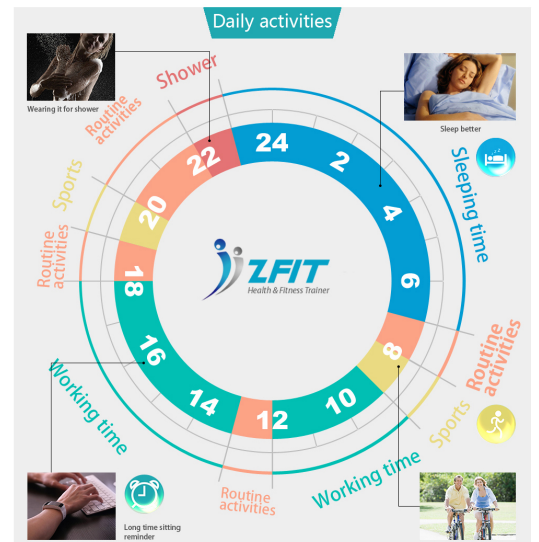 Daily activities
Shower
Wearing it for shower
Routine
activities
Sleep better
Sports
Sleeping time
Routine
activities
24
2
4
6
8
10
12
14
16
18
20
22
ZFIT
Health & Fitness Trainer
Routine
activities
Sports
Working time
Working time
Routine
activities
Long time sitting
reminder